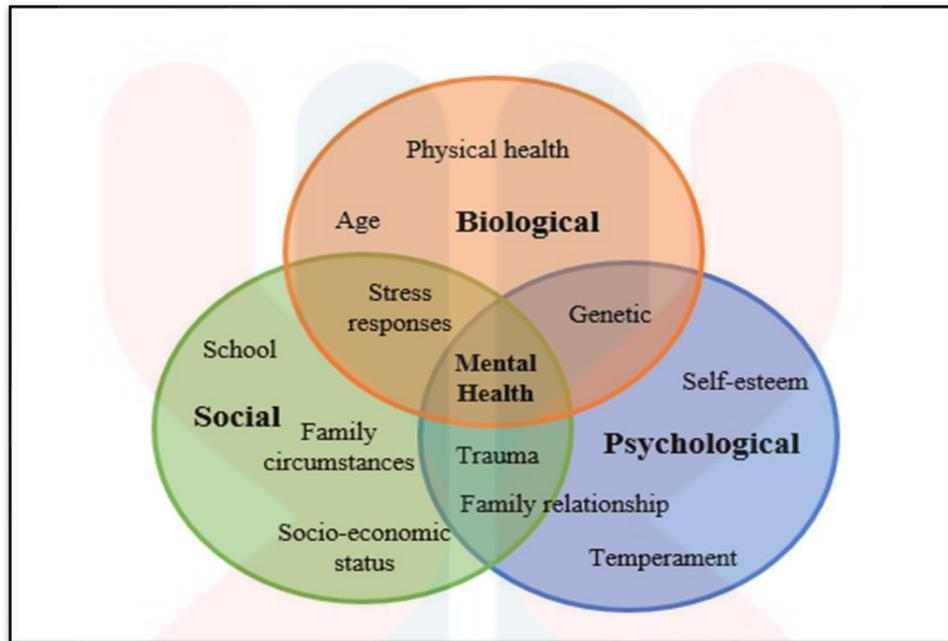 Physical health
Age
Biological
Stress
responses
Genetic
School
Mental
Health
Self-esteem
Social
Family
circumstances
Psychological
Trauma
Family relationship
Socio-economic
status
Temperament